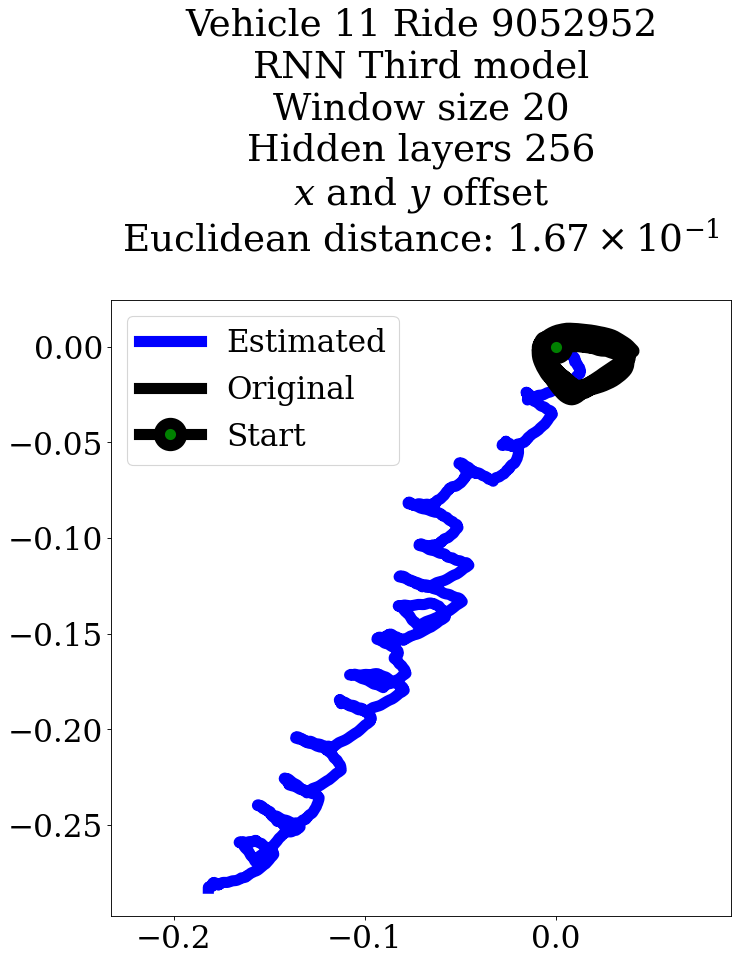 Vehicle 11 Ride 9052952
RNN Third model
Window size 20
Hidden layers 256
x and y offset
Euclidean distance: 1.67 × 10⁻¹
Estimated
Original
Start
0.00
−0.05
−0.10
−0.15
−0.20
−0.25
−0.2 −0.1 0.0